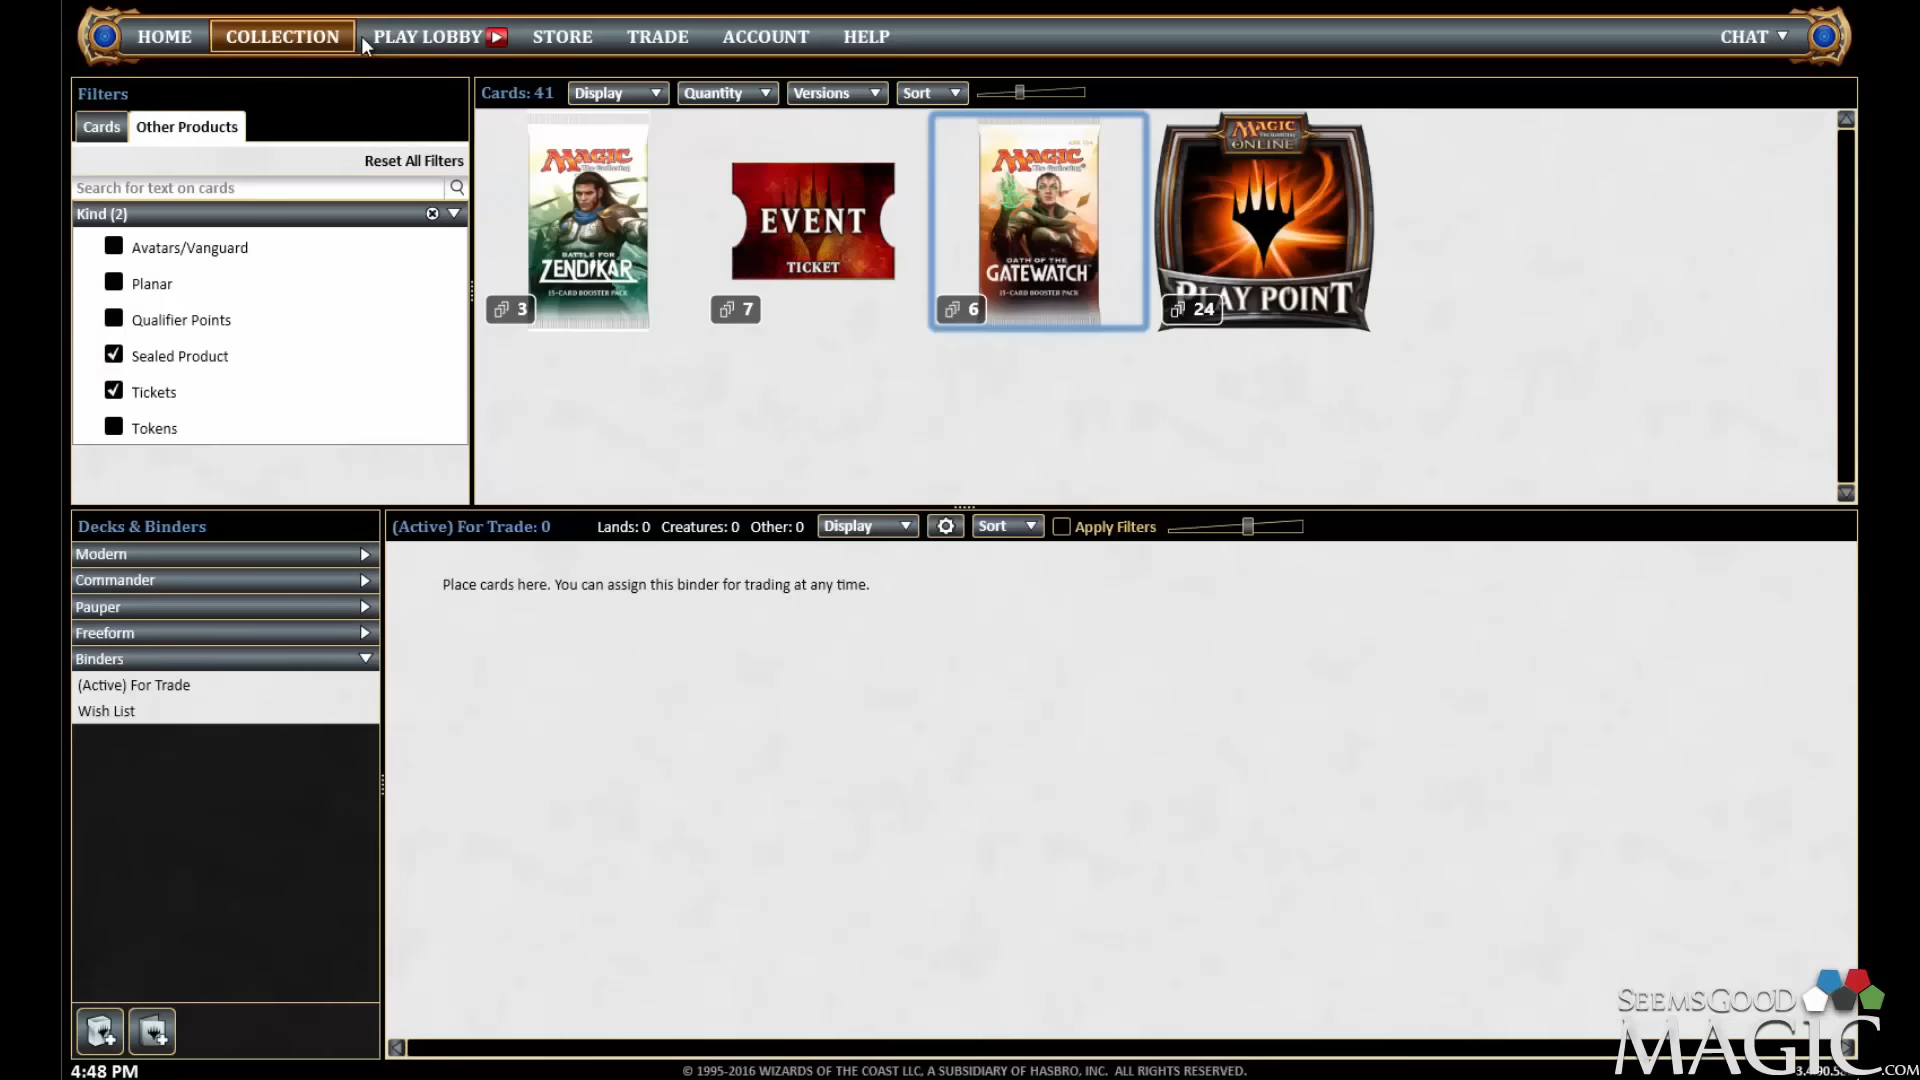 HOME COLLECTION PLAY LOBBY STORE TRADE ACCOUNT HELP CHAT
Filters
Cards Other Products
Reset All Filters
Search for text on cards
Kind (2)
Avatars/Vanguard
Planar
Qualifier Points
Sealed Product
Tickets
Tokens
Cards: 41 Display Quantity Versions Sort
MAGIC
The Gathering
BATTLE FOR
ZENDIKAR
15-CARD BOOSTER PACK
3
EVENT
TICKET
7
MAGIC
The Gathering
OATH OF THE
GATEWATCH
15-CARD BOOSTER PACK
6
MAGIC
ONLINE
PLAY POINT
24
Decks & Binders
Modern
Commander
Pauper
Freeform
Binders
(Active) For Trade
Wish List
(Active) For Trade: 0 Lands: 0 Creatures: 0 Other: 0 Display Sort Apply Filters
Place cards here. You can assign this binder for trading at any time.
4:48 PM
© 1995-2016 WIZARDS OF THE COAST LLC, A SUBSIDIARY OF HASBRO, INC. ALL RIGHTS RESERVED.
SEEMSGOOD
MAGIC
.COM